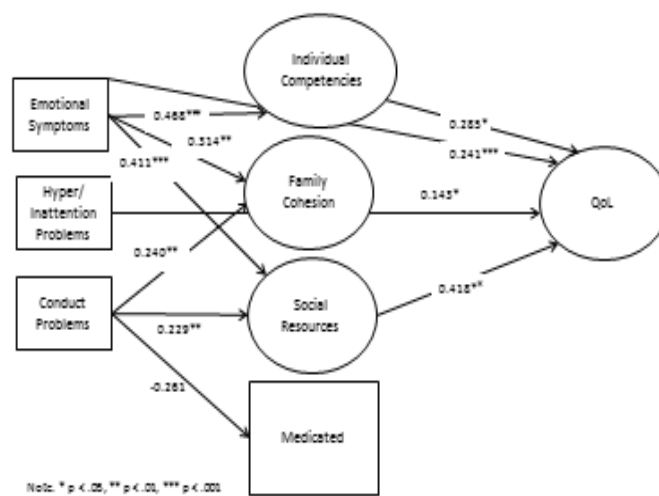 Individual
Competencies
Emotional
Symptoms
0.468***
0.314**
0.411***
0.283*
0.241***
Family
Cohesion
Hyper/
Inattention
Problems
0.143*
QoL
0.240**
Conduct
Problems
0.229**
Social
Resources
0.418**
-0.261
Medicated
Note. * p < .05, ** p < .01, *** p < .001